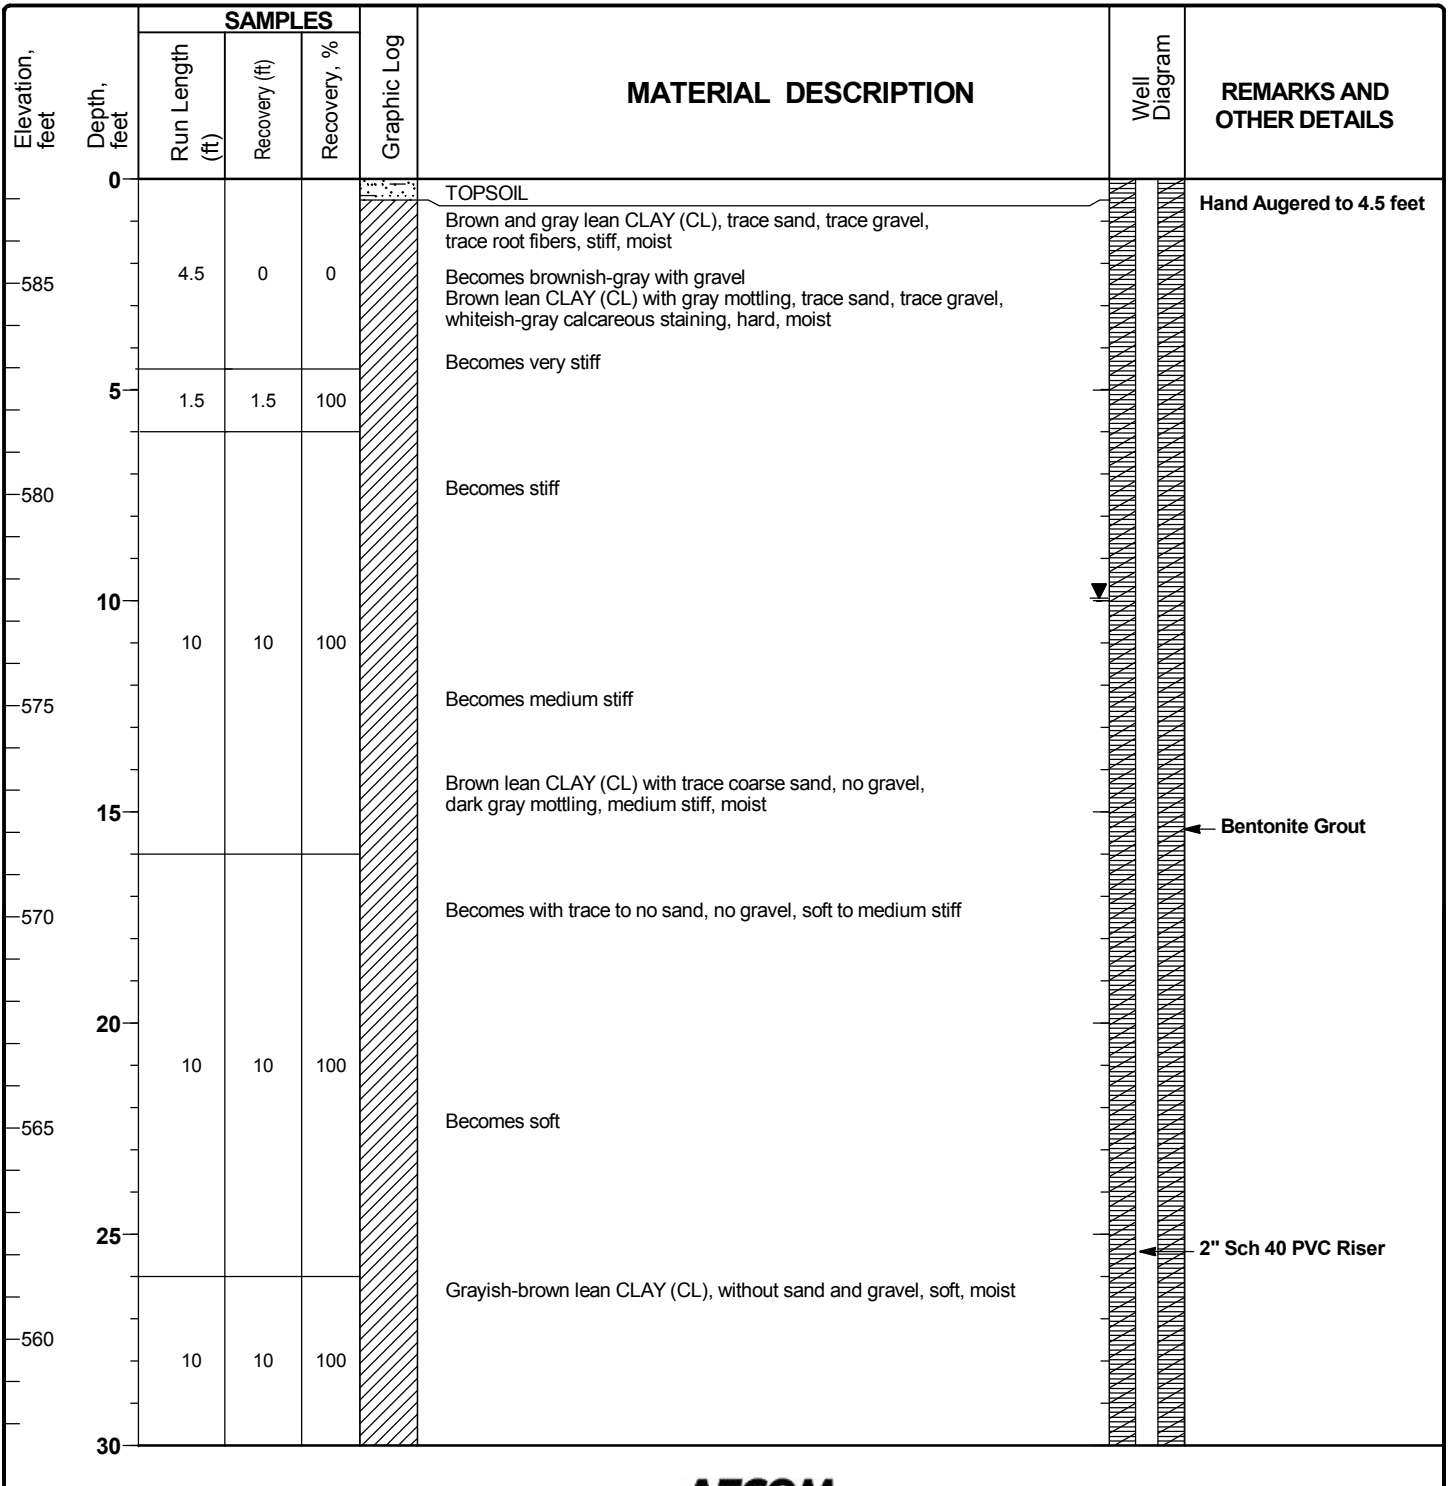 SAMPLES
Elevation, feet
Depth, feet
Run Length (ft)
Recovery (ft)
Recovery, %
Graphic Log
MATERIAL DESCRIPTION
Well Diagram
REMARKS AND
OTHER DETAILS
0
TOPSOIL
Hand Augered to 4.5 feet
Brown and gray lean CLAY (CL), trace sand, trace gravel,
trace root fibers, stiff, moist
585
4.5 0 0
Becomes brownish-gray with gravel
Brown lean CLAY (CL) with gray mottling, trace sand, trace gravel,
whiteish-gray calcareous staining, hard, moist
Becomes very stiff
5
1.5 1.5 100
580
Becomes stiff
10
10 10 100
575
Becomes medium stiff
Brown lean CLAY (CL) with trace coarse sand, no gravel,
dark gray mottling, medium stiff, moist
15
Bentonite Grout
570
Becomes with trace to no sand, no gravel, soft to medium stiff
20
10 10 100
565
Becomes soft
25
2" Sch 40 PVC Riser
Grayish-brown lean CLAY (CL), without sand and gravel, soft, moist
560
10 10 100
30
AECOM